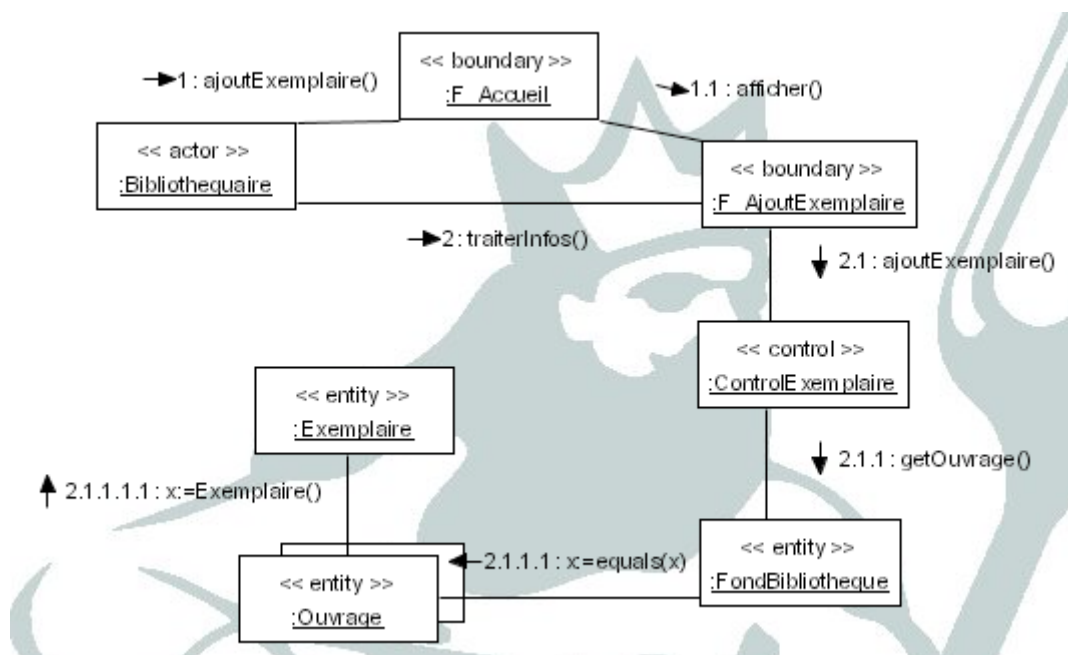 << boundary >>
:F_Accueil
1 : ajoutExemplaire()
1.1 : afficher()
<< actor >>
:Bibliothequaire
<< boundary >>
:F_AjoutExemplaire
2 : traiterInfos()
2.1 : ajoutExemplaire()
<< control >>
:ControlExemplaire
<< entity >>
:Exemplaire
2.1.1 : getOuvrage()
2.1.1.1.1 : x:=Exemplaire()
2.1.1.1 : x:=equals(x)
<< entity >>
:FondBibliotheque
<< entity >>
:Ouvrage